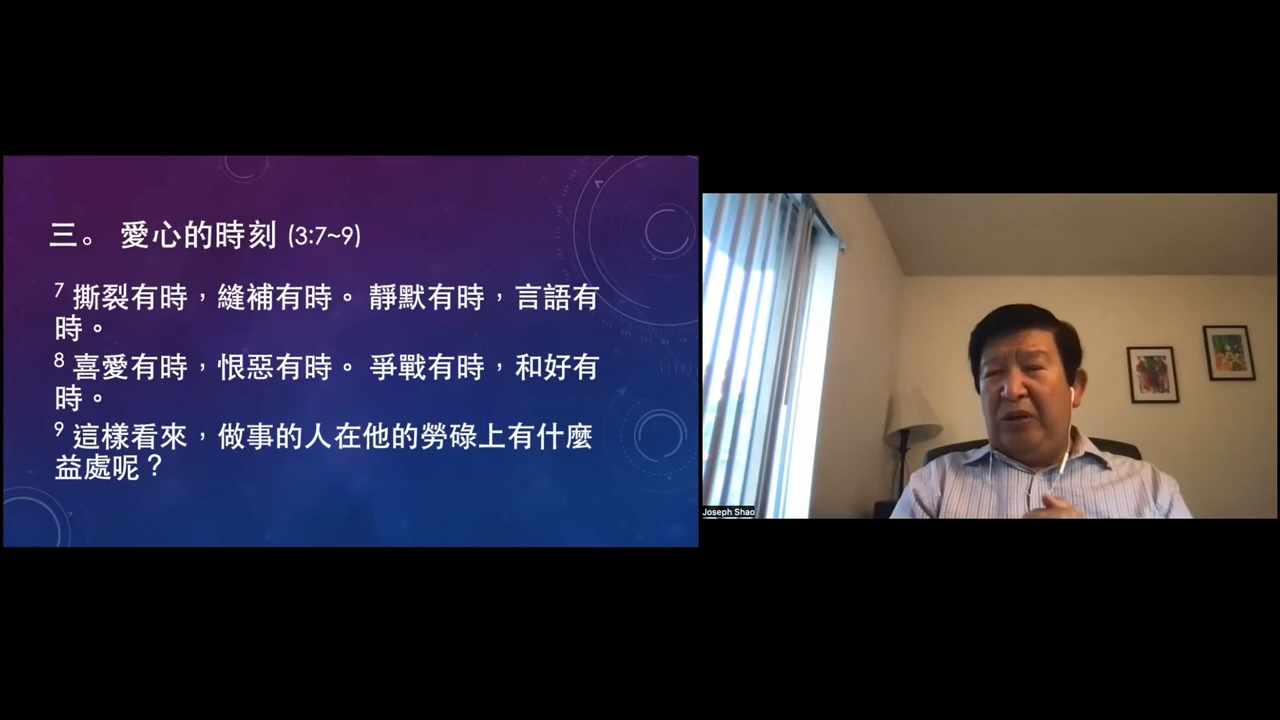 三。 愛心的時刻 (3:7~9)
7 撕裂有時，縫補有時。 靜默有時，言語有
時。
8 喜愛有時，恨惡有時。 爭戰有時，和好有
時。
9 這樣看來，做事的人在他的勞碌上有什麼
益處呢？
Joseph Shao